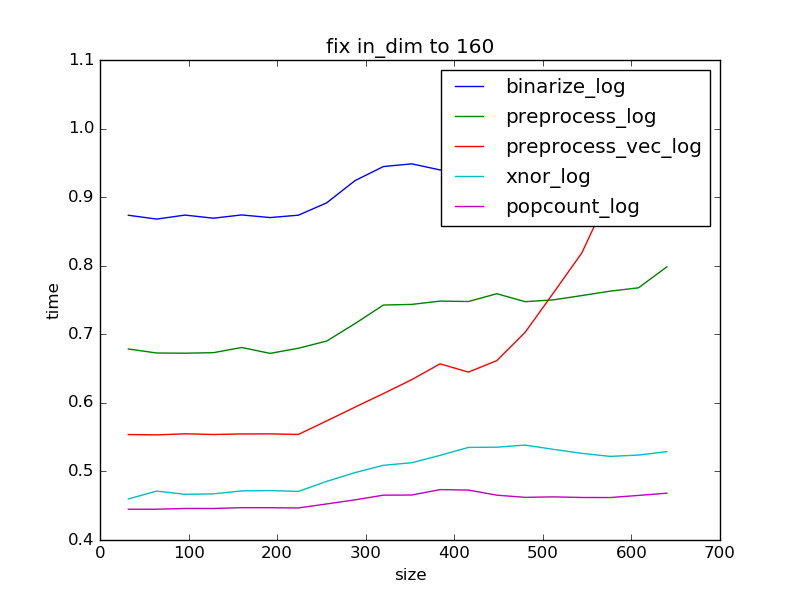 fix in_dim to 160
1.1
1.0
0.9
0.8
0.7
0.6
0.5
0.4
time
binarize_log
preprocess_log
preprocess_vec_log
xnor_log
popcount_log
0 100 200 300 400 500 600 700
size